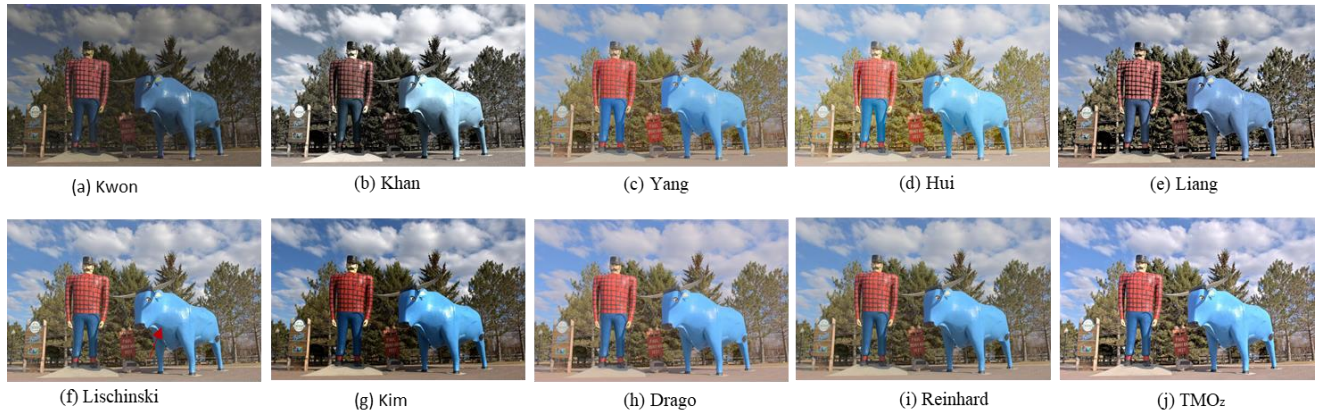 (a) Kwon
(b) Khan
(c) Yang
(d) Hui
(e) Liang
(f) Lischinski
(g) Kim
(h) Drago
(i) Reinhard
(j) TMOz